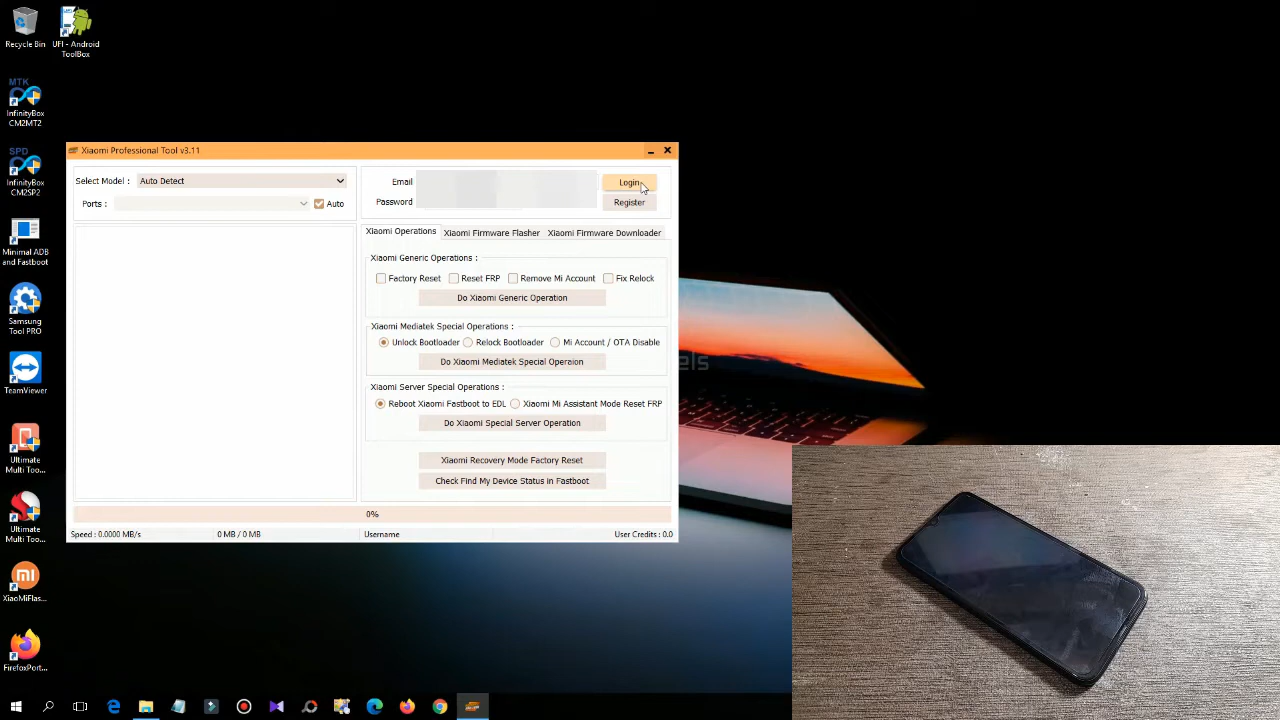 Recycle Bin
UFI - Android
ToolBox
MTK
InfinityBox
CM2MT2
SPD
InfinityBox
CM2SP2
Minimal ADB
and Fastboot
Samsung
Tool PRO
TeamViewer
Ultimate
Multi Too...
Ultimate
Multi Too...
XiaoMiFlas...
FirefoxPort...
Xiaomi Professional Tool v3.11
Select Model : Auto Detect
Ports : Auto
Email Login
Password Register
Xiaomi Operations Xiaomi Firmware Flasher Xiaomi Firmware Downloader
Xiaomi Generic Operations :
Factory Reset Reset FRP Remove Mi Account Fix Relock
Do Xiaomi Generic Operation
Xiaomi Mediatek Special Operations :
Unlock Bootloader Relock Bootloader Mi Account / OTA Disable
Do Xiaomi Mediatek Special Operaion
Xiaomi Server Special Operations :
Reboot Xiaomi Fastboot to EDL Xiaomi Mi Assistant Mode Reset FRP
Do Xiaomi Special Server Operation
Xiaomi Recovery Mode Factory Reset
Check Find My Device Status in Fastboot
0%
Speed : 0.0000 MB/s 0 MB / 0 MB Username User Credits : 0.0
els